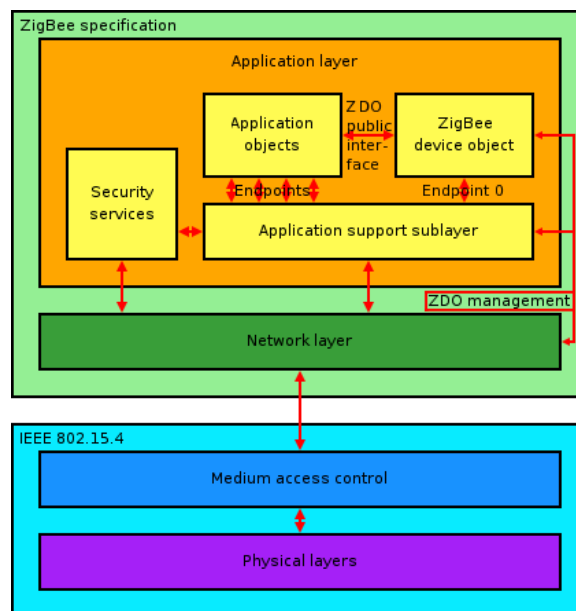 ZigBee specification
Application layer
Application
objects
ZDO
public
inter-
face
ZigBee
device object
Security
services
Endpoints
Endpoint 0
Application support sublayer
ZDO management
Network layer
IEEE 802.15.4
Medium access control
Physical layers